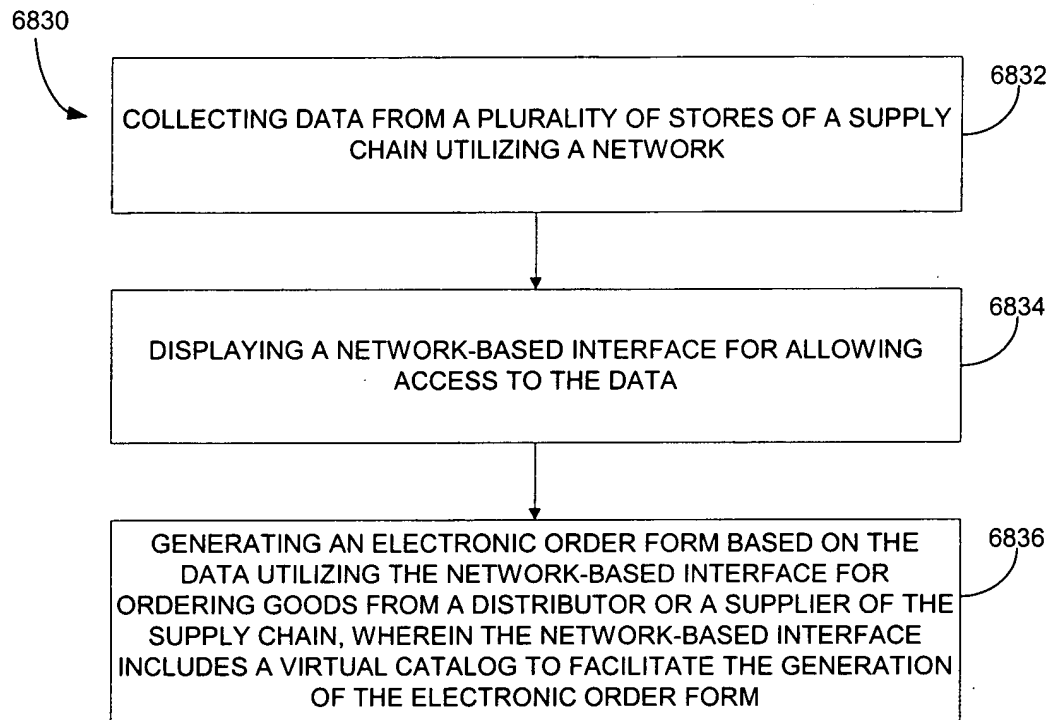 6830
6832
COLLECTING DATA FROM A PLURALITY OF STORES OF A SUPPLY
CHAIN UTILIZING A NETWORK
6834
DISPLAYING A NETWORK-BASED INTERFACE FOR ALLOWING
ACCESS TO THE DATA
6836
GENERATING AN ELECTRONIC ORDER FORM BASED ON THE
DATA UTILIZING THE NETWORK-BASED INTERFACE FOR
ORDERING GOODS FROM A DISTRIBUTOR OR A SUPPLIER OF THE
SUPPLY CHAIN, WHEREIN THE NETWORK-BASED INTERFACE
INCLUDES A VIRTUAL CATALOG TO FACILITATE THE GENERATION
OF THE ELECTRONIC ORDER FORM